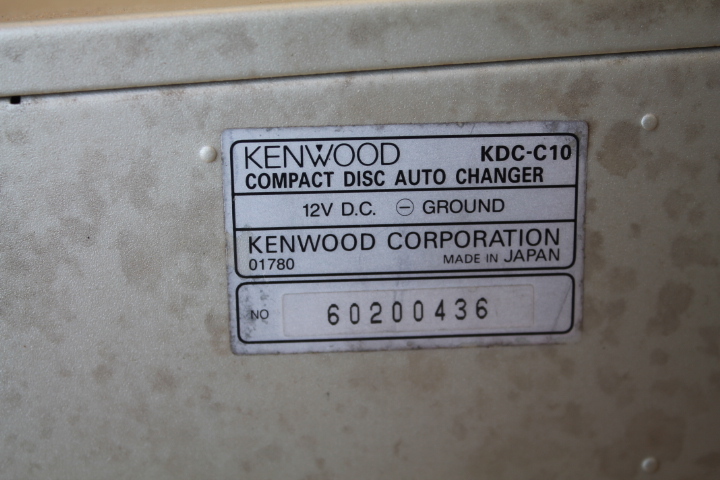 KENWOOD KDC-C10
COMPACT DISC AUTO CHANGER
12V D.C. ⊖ GROUND
KENWOOD CORPORATION
01780 MADE IN JAPAN
NO 60200436